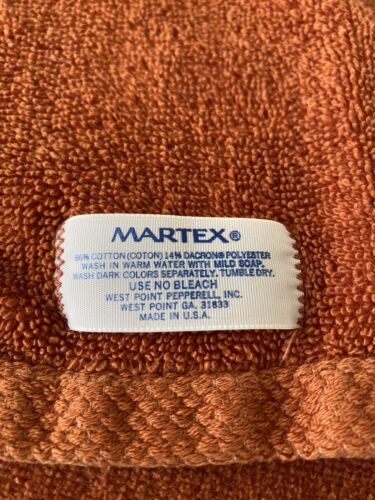 MARTEX®
86% COTTON (COTON) 14% DACRON® POLYESTER
WASH IN WARM WATER WITH MILD SOAP.
WASH DARK COLORS SEPARATELY. TUMBLE DRY.
USE NO BLEACH
WEST POINT PEPPERELL, INC.
WEST POINT GA. 31833
MADE IN U.S.A.